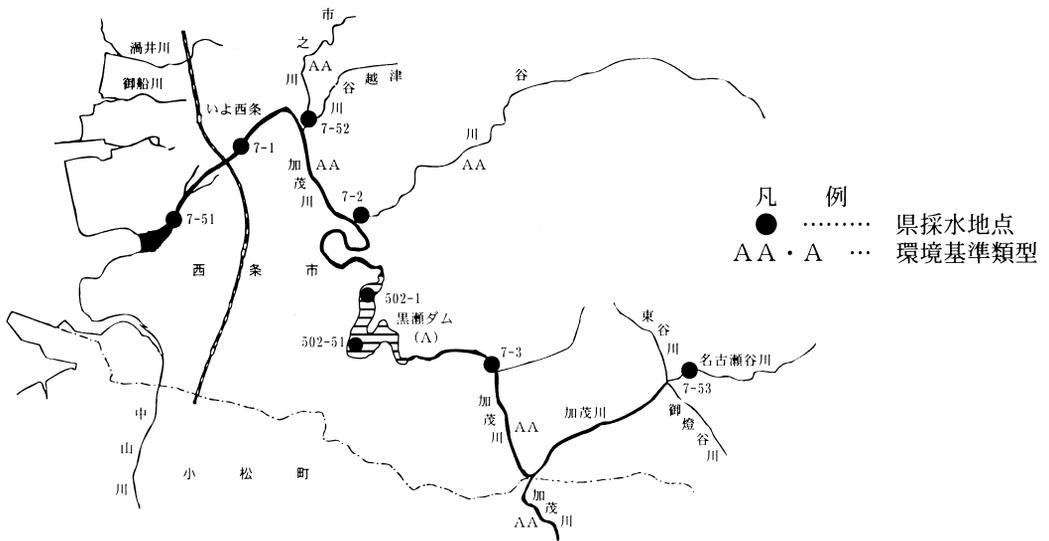 渦井川
御船川
いよ西条
市之川
AA
谷川
越津
7-52
7-1
7-51
加茂川
AA
7-2
谷川
AA
西条市
502-1
黒瀬ダム
(A)
502-51
7-3
東谷川
名古瀬谷川
7-53
御燈谷川
加茂川
加茂川
AA
加茂川
AA
中山川
小松町
凡例
● ……… 県採水地点
AA・A … 環境基準類型